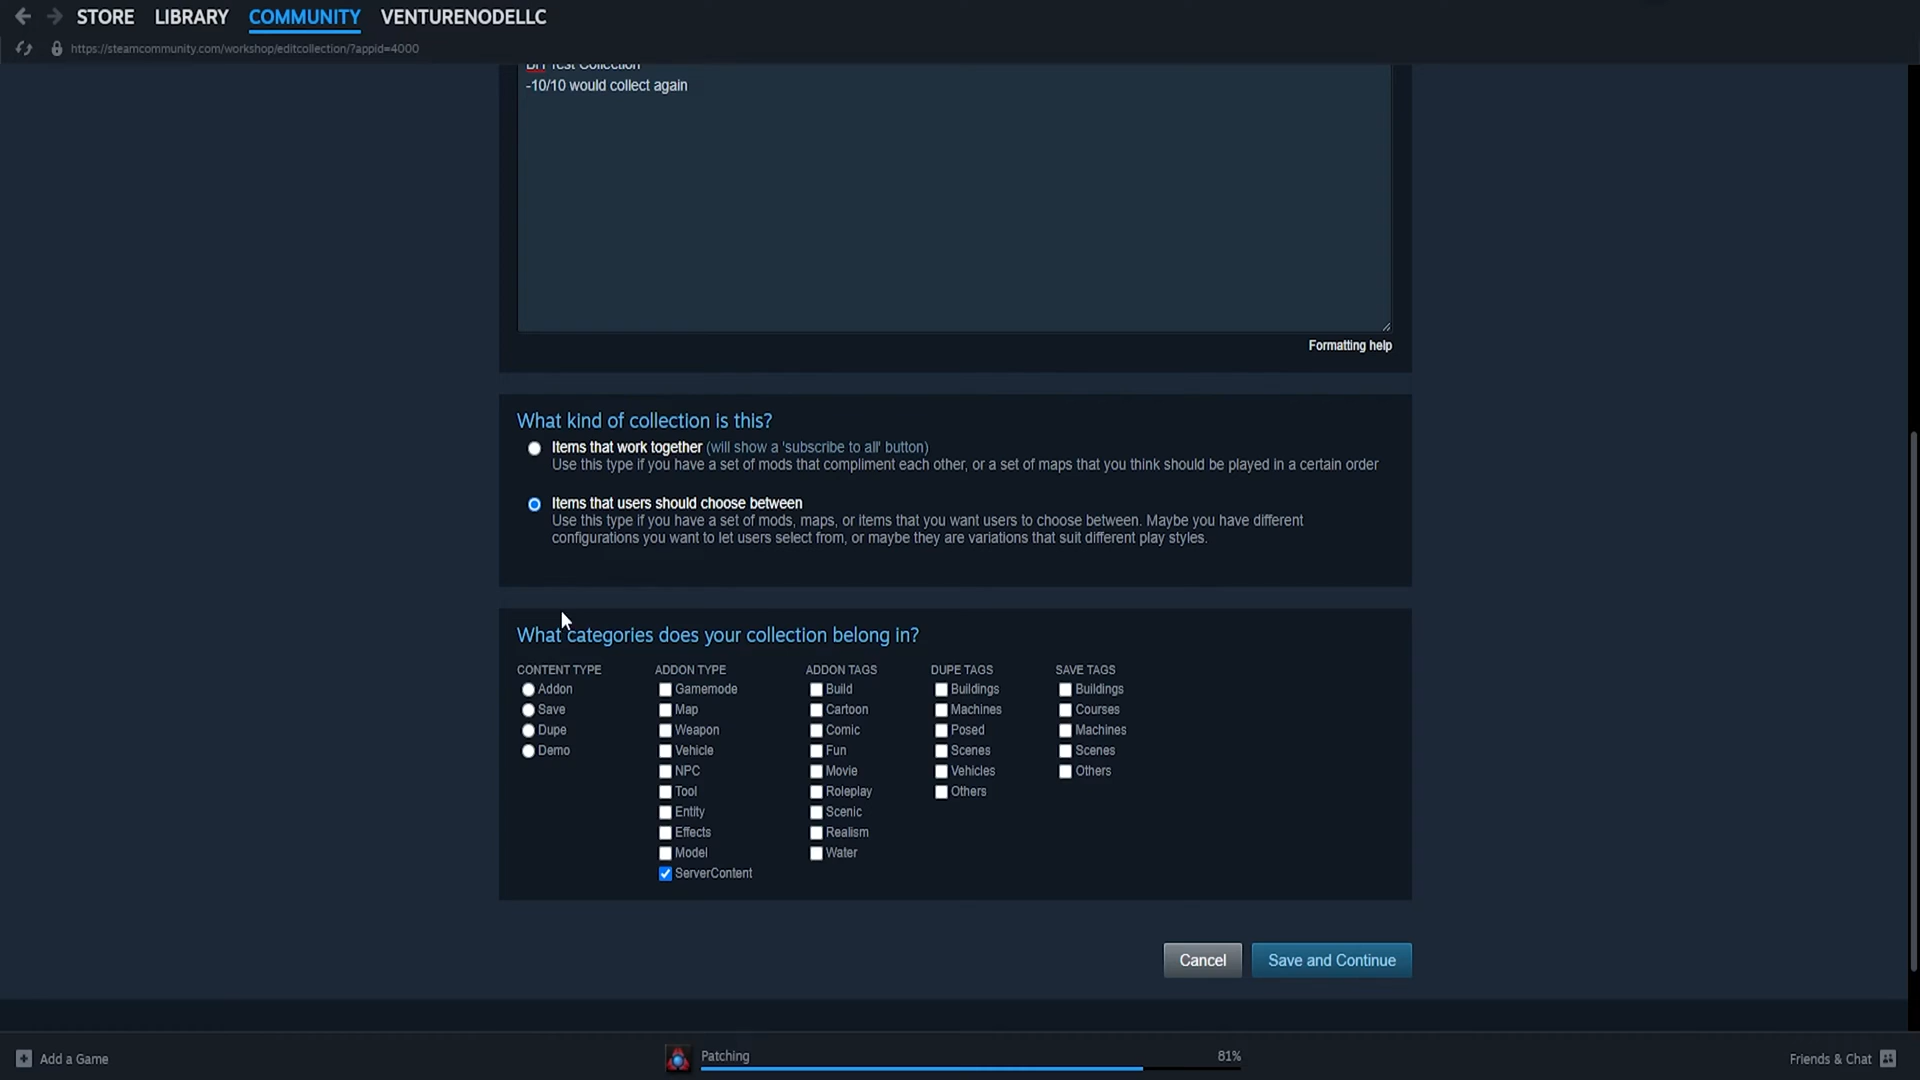 STORE LIBRARY COMMUNITY VENTURENODELLC
https://steamcommunity.com/workshop/editcollection/?appid=4000
Test Collection
-10/10 would collect again
Formatting help
What kind of collection is this?
Items that work together (will show a 'subscribe to all' button)
Use this type if you have a set of mods that compliment each other, or a set of maps that you think should be played in a certain order
Items that users should choose between
Use this type if you have a set of mods, maps, or items that you want users to choose between. Maybe you have different
configurations you want to let users select from, or maybe they are variations that suit different play styles.
What categories does your collection belong in?
CONTENT TYPE ADDON TYPE ADDON TAGS DUPE TAGS SAVE TAGS
Addon Gamemode Build Buildings Buildings
Save Map Cartoon Machines Courses
Dupe Weapon Comic Posed Machines
Demo Vehicle Fun Scenes Scenes
NPC Movie Vehicles Others
Tool Roleplay Others
Entity Scenic
Effects Realism
Model Water
ServerContent
Cancel Save and Continue
Add a Game Patching 81% Friends & Chat